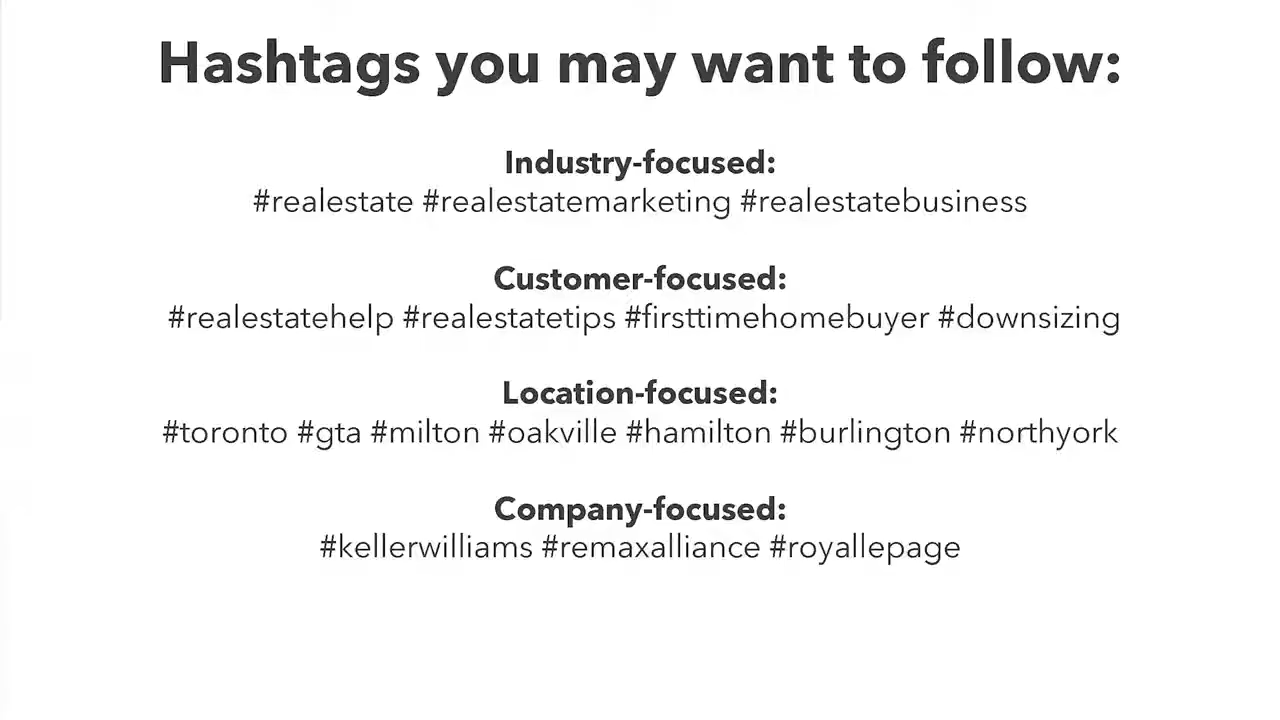 Hashtags you may want to follow:
Industry-focused:
#realestate #realestatemarketing #realestatebusiness
Customer-focused:
#realestatehelp #realestatetips #firsttimehomebuyer #downsizing
Location-focused:
#toronto #gta #milton #oakville #hamilton #burlington #northyork
Company-focused:
#kellerwilliams #remaxalliance #royallepage